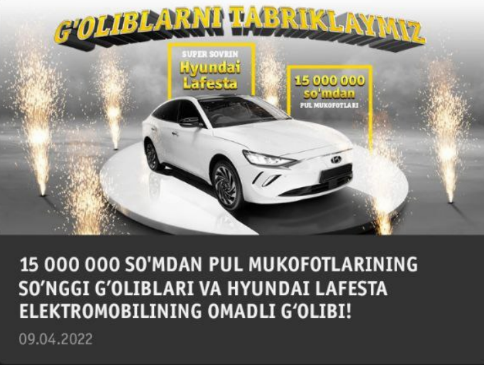 G'OLIBLARNI TABRIKLAYMIZ
SUPER SOVRIN
Hyundai
Lafesta
15 000 000
so'mdan
PUL MUKOFOTLARI
15 000 000 SO'MDAN PUL MUKOFOTLARINING
SO’NGGI G’OLIBLARI VA HYUNDAI LAFESTA
ELEKTROMOBILINING OMADLI G‘OLIBI!
09.04.2022